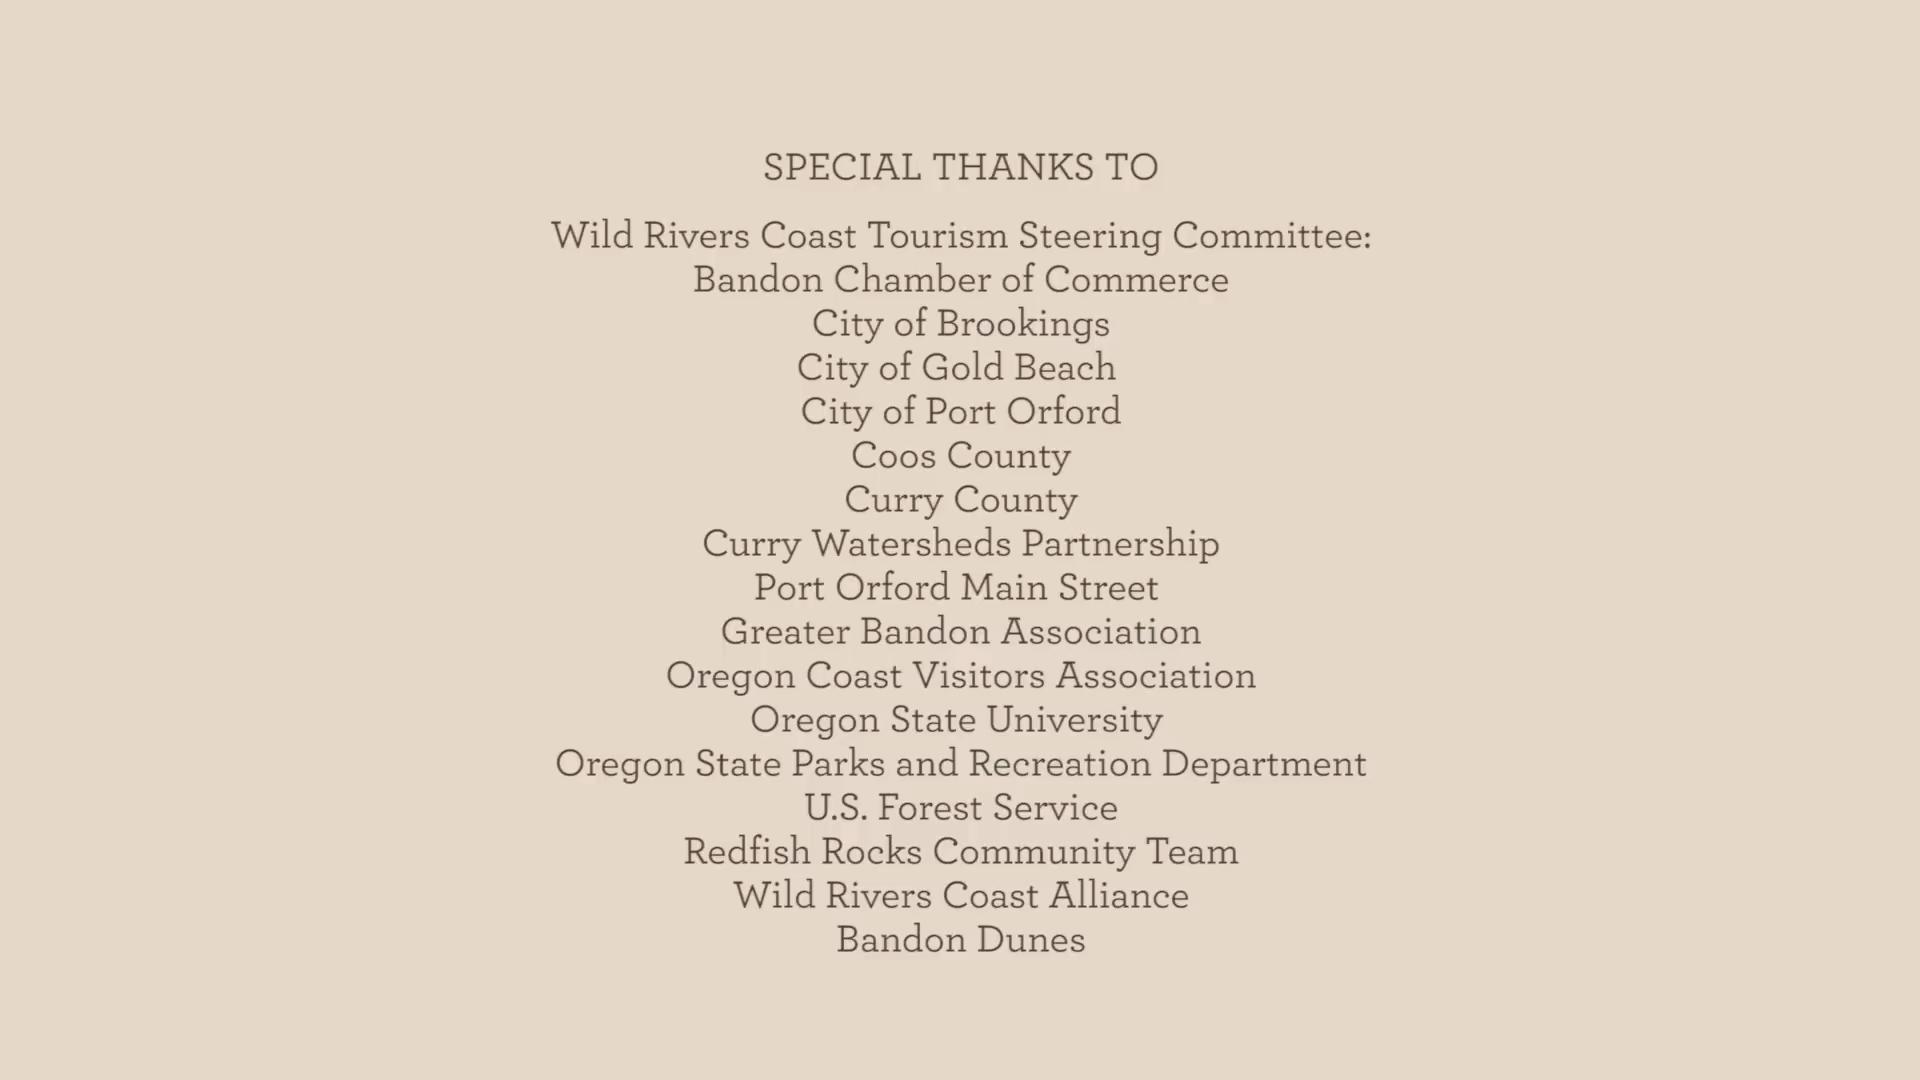 SPECIAL THANKS TO
Wild Rivers Coast Tourism Steering Committee:
Bandon Chamber of Commerce
City of Brookings
City of Gold Beach
City of Port Orford
Coos County
Curry County
Curry Watersheds Partnership
Port Orford Main Street
Greater Bandon Association
Oregon Coast Visitors Association
Oregon State University
Oregon State Parks and Recreation Department
U.S. Forest Service
Redfish Rocks Community Team
Wild Rivers Coast Alliance
Bandon Dunes